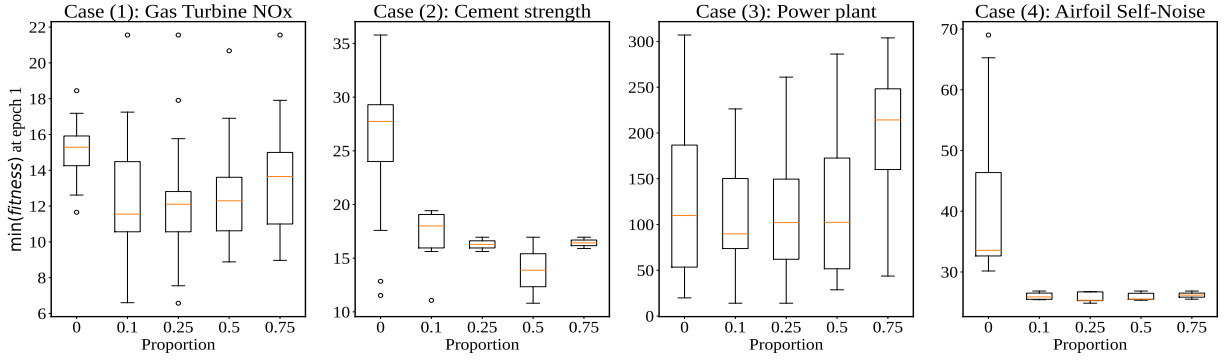 Case (1): Gas Turbine NOx
min(fitness) at epoch 1
22
20
18
16
14
12
10
8
6
0 0.1 0.25 0.5 0.75
Proportion
Case (2): Cement strength
35
30
25
20
15
10
0 0.1 0.25 0.5 0.75
Proportion
Case (3): Power plant
300
250
200
150
100
50
0
0 0.1 0.25 0.5 0.75
Proportion
Case (4): Airfoil Self-Noise
70
60
50
40
30
0 0.1 0.25 0.5 0.75
Proportion